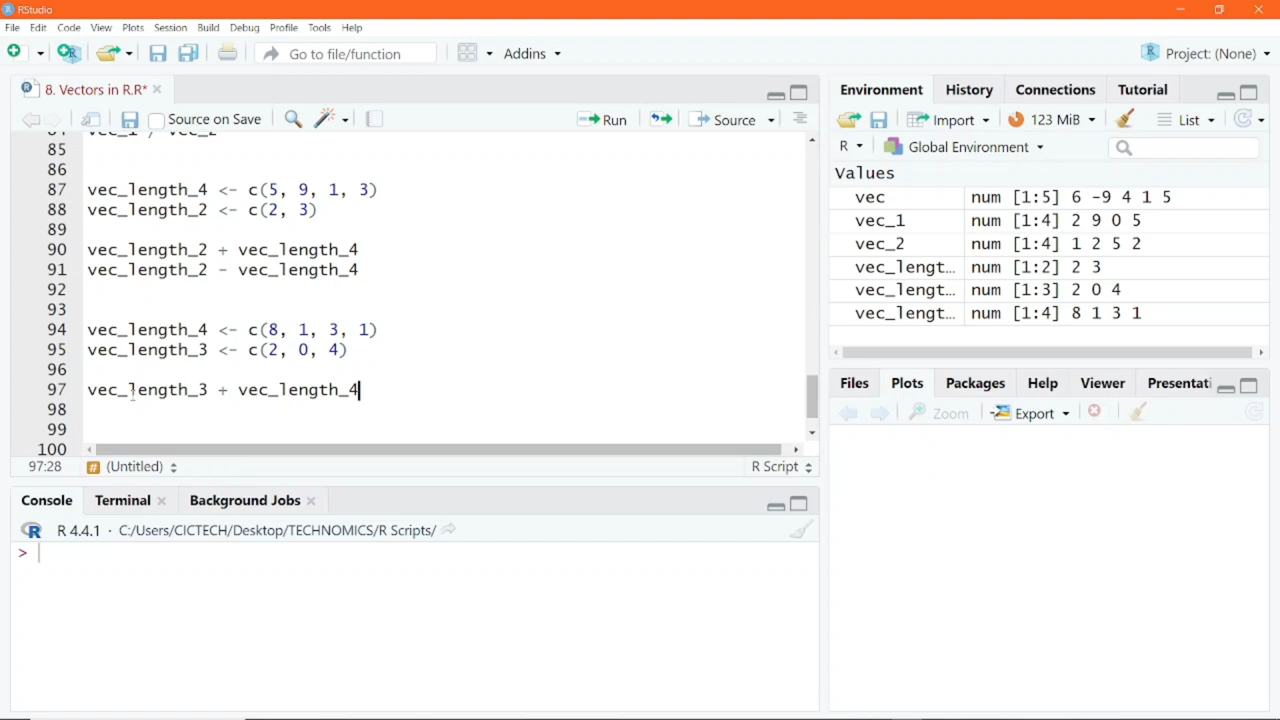 RStudio
File Edit Code View Plots Session Build Debug Profile Tools Help
Go to file/function Addins Project: (None)
8. Vectors in R.R*
Source on Save Run Source
85
86
87 vec_length_4 <- c(5, 9, 1, 3)
88 vec_length_2 <- c(2, 3)
89
90 vec_length_2 + vec_length_4
91 vec_length_2 - vec_length_4
92
93
94 vec_length_4 <- c(8, 1, 3, 1)
95 vec_length_3 <- c(2, 0, 4)
96
97 vec_length_3 + vec_length_4
98
99
100
97:28 # (Untitled) R Script
Console Terminal Background Jobs
R 4.4.1 · C:/Users/CICTECH/Desktop/TECHNOMICS/R Scripts/
>
Environment History Connections Tutorial
Import 123 MiB List
R Global Environment
Values
vec num [1:5] 6 -9 4 1 5
vec_1 num [1:4] 2 9 0 5
vec_2 num [1:4] 1 2 5 2
vec_lengt… num [1:2] 2 3
vec_lengt… num [1:3] 2 0 4
vec_lengt… num [1:4] 8 1 3 1
Files Plots Packages Help Viewer Presentati
Zoom Export